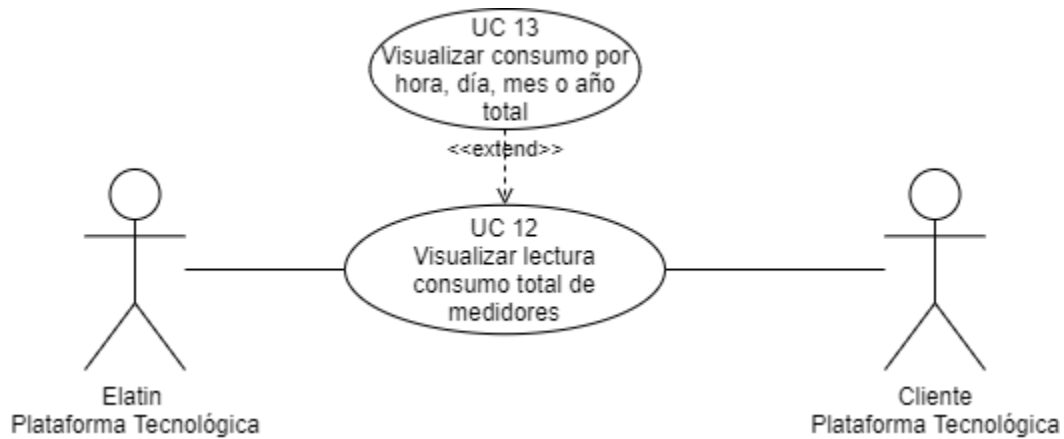 UC 13
Visualizar consumo por
hora, día, mes o año
total
<<extend>>
UC 12
Visualizar lectura
consumo total de
medidores
Elatin
Plataforma Tecnológica
Cliente
Plataforma Tecnológica